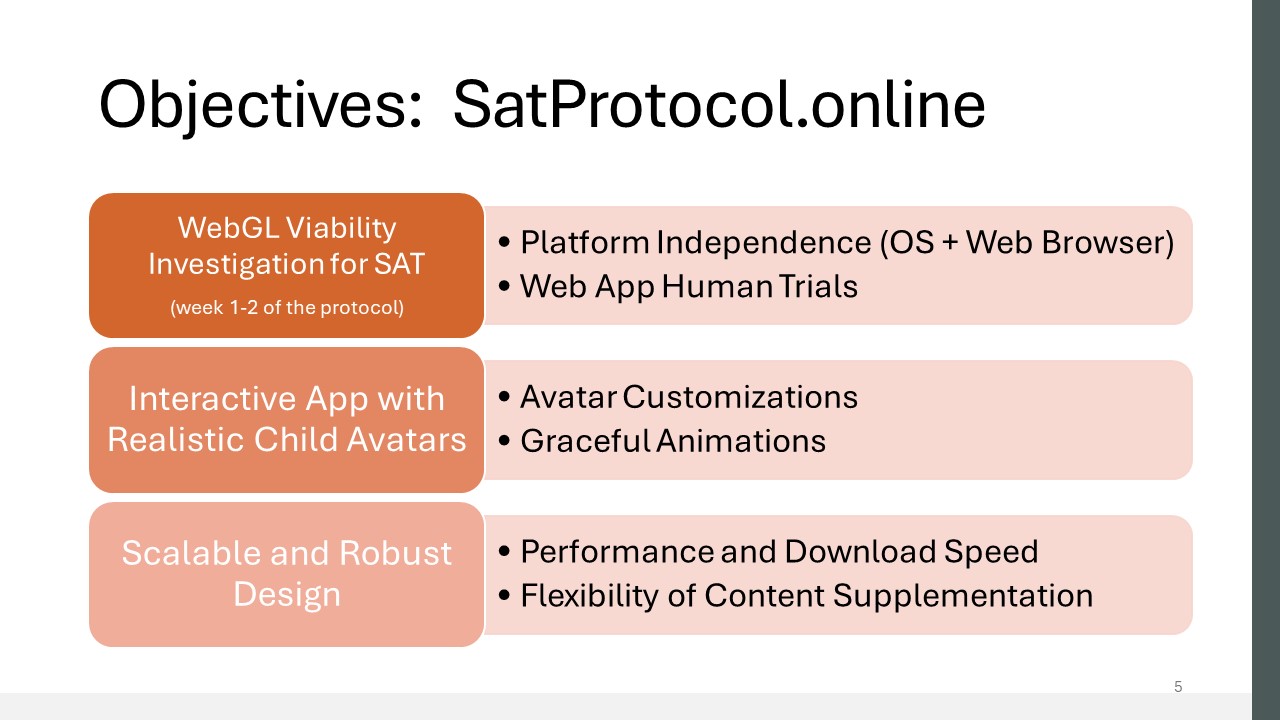 Objectives:  SatProtocol.online
WebGL Viability
Investigation for SAT
(week 1-2 of the protocol)
• Platform Independence (OS + Web Browser)
• Web App Human Trials
Interactive App with
Realistic Child Avatars
• Avatar Customizations
• Graceful Animations
Scalable and Robust
Design
• Performance and Download Speed
• Flexibility of Content Supplementation
5